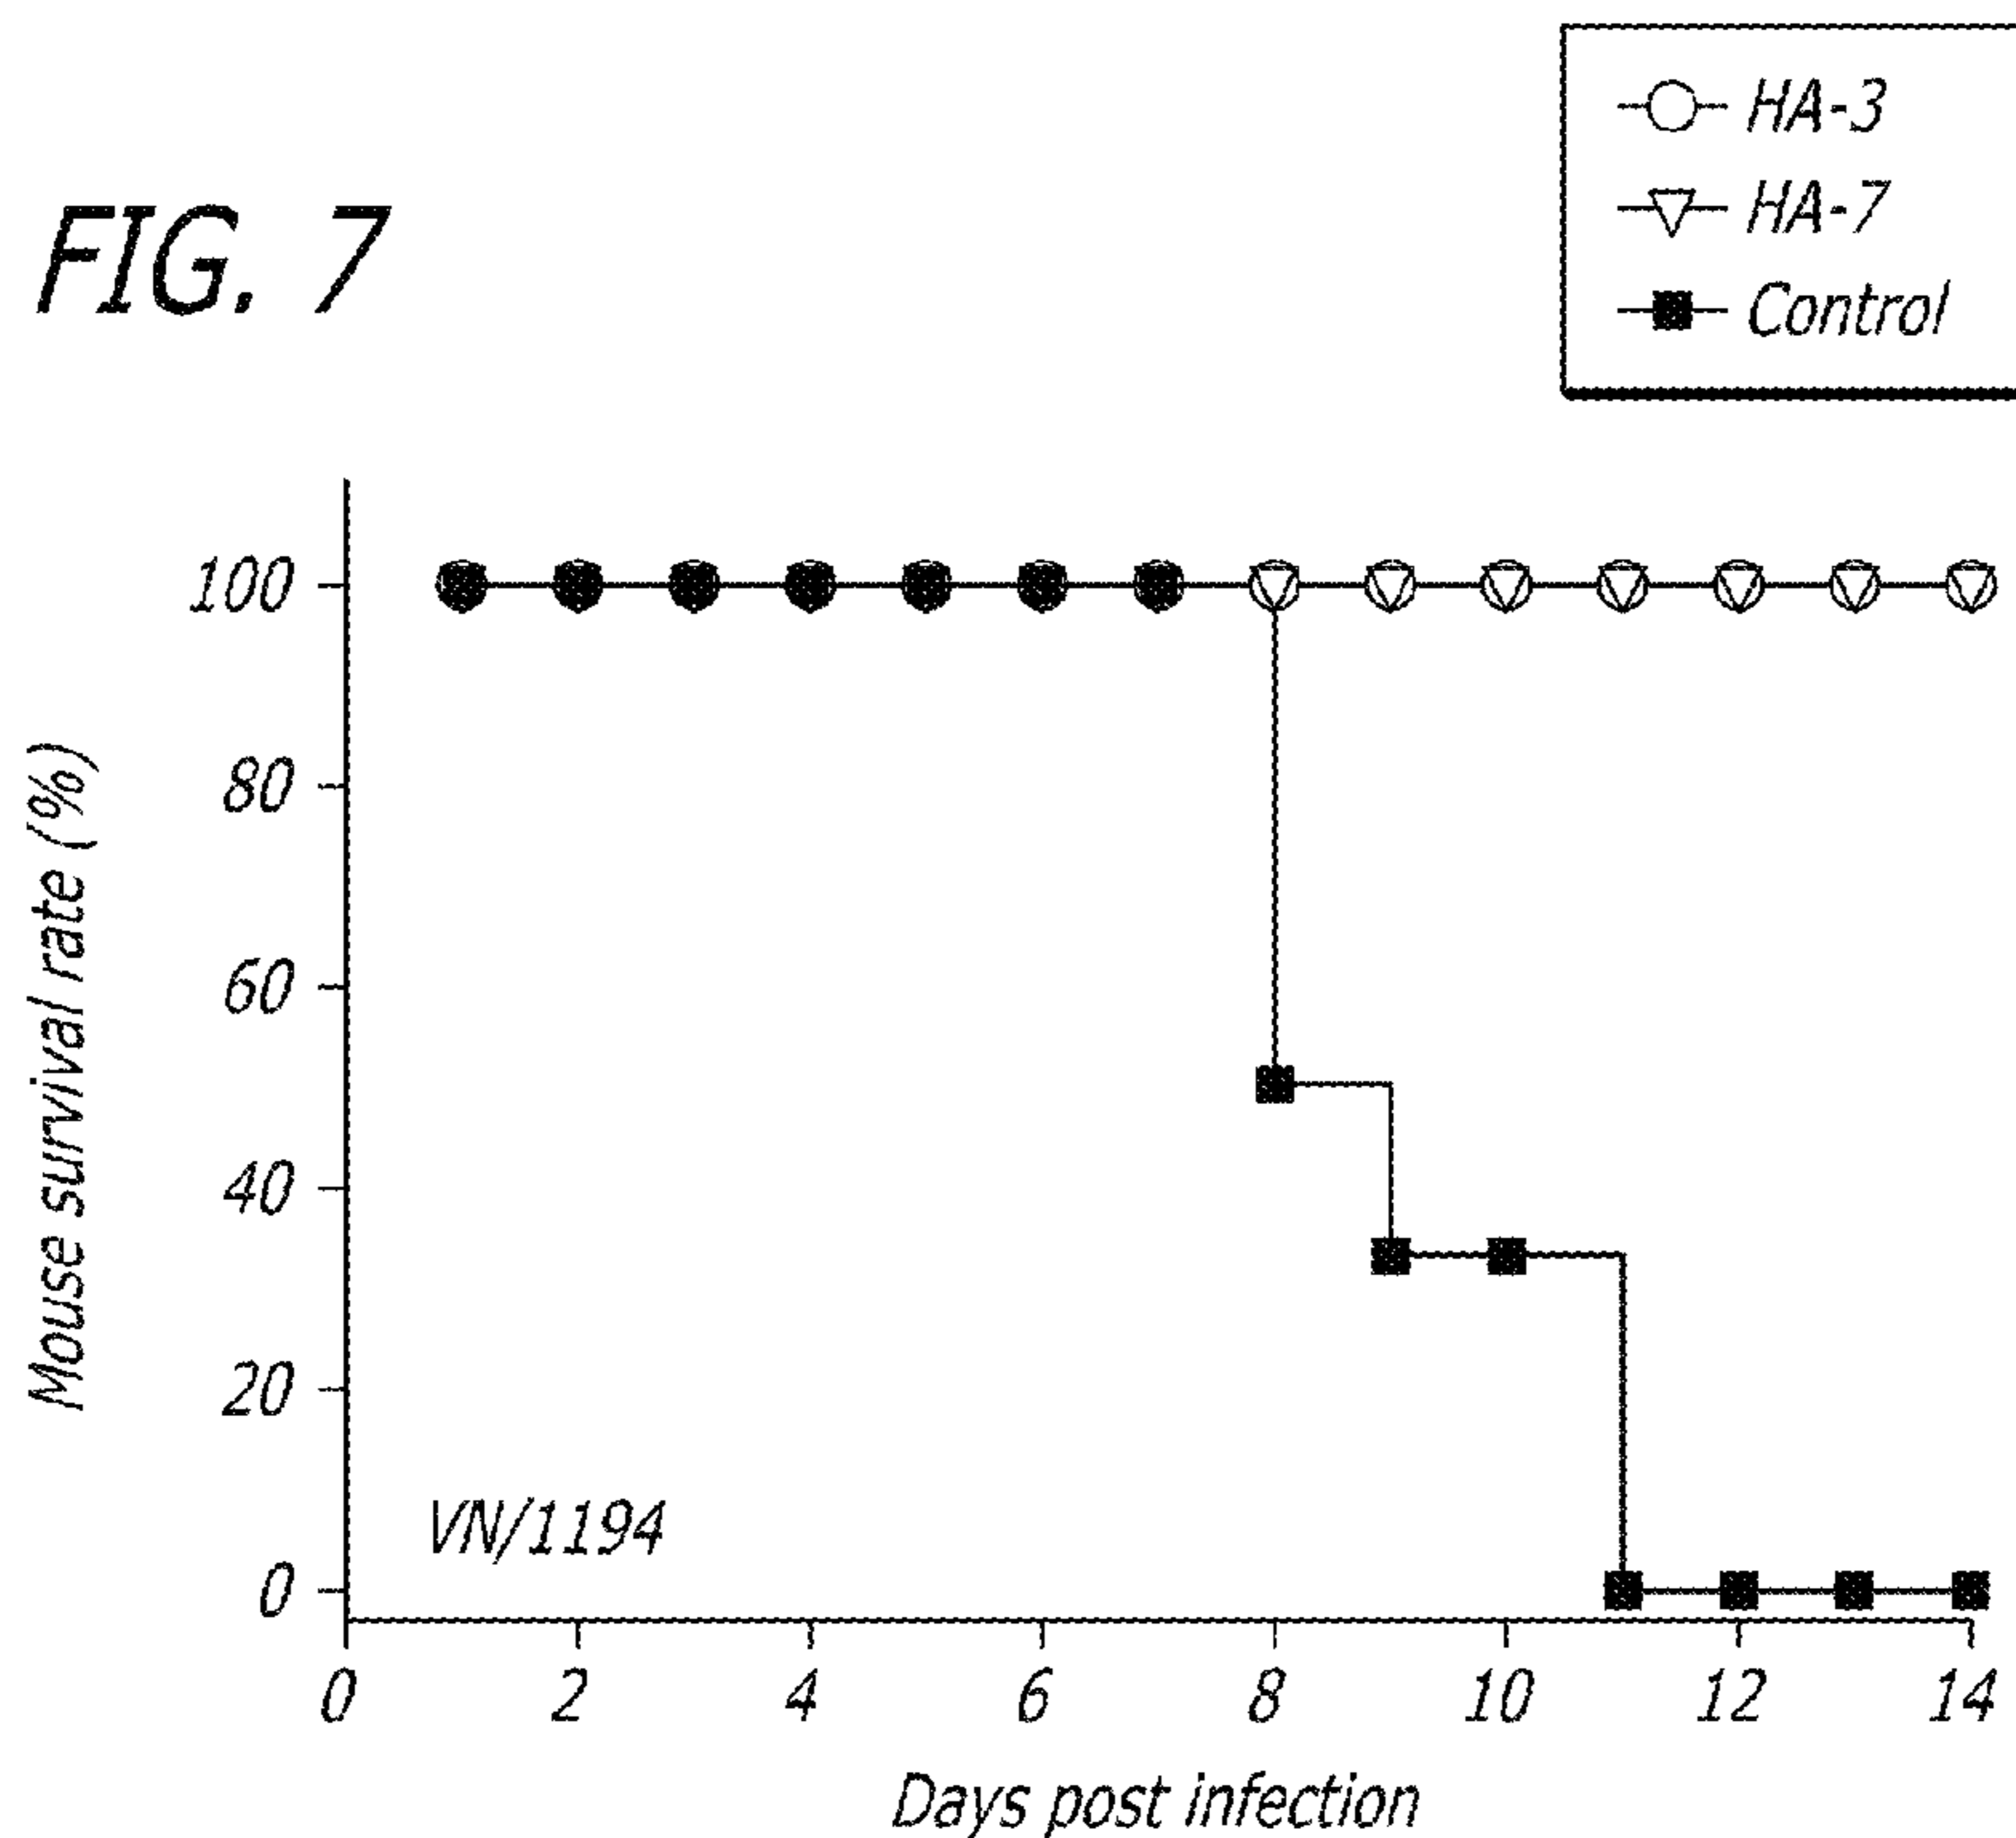 HA-3
HA-7
Control
FIG. 7
100
80
60
40
20
0
Mouse survival rate (%)
VN/1194
0 2 4 6 8 10 12 14
Days post infection